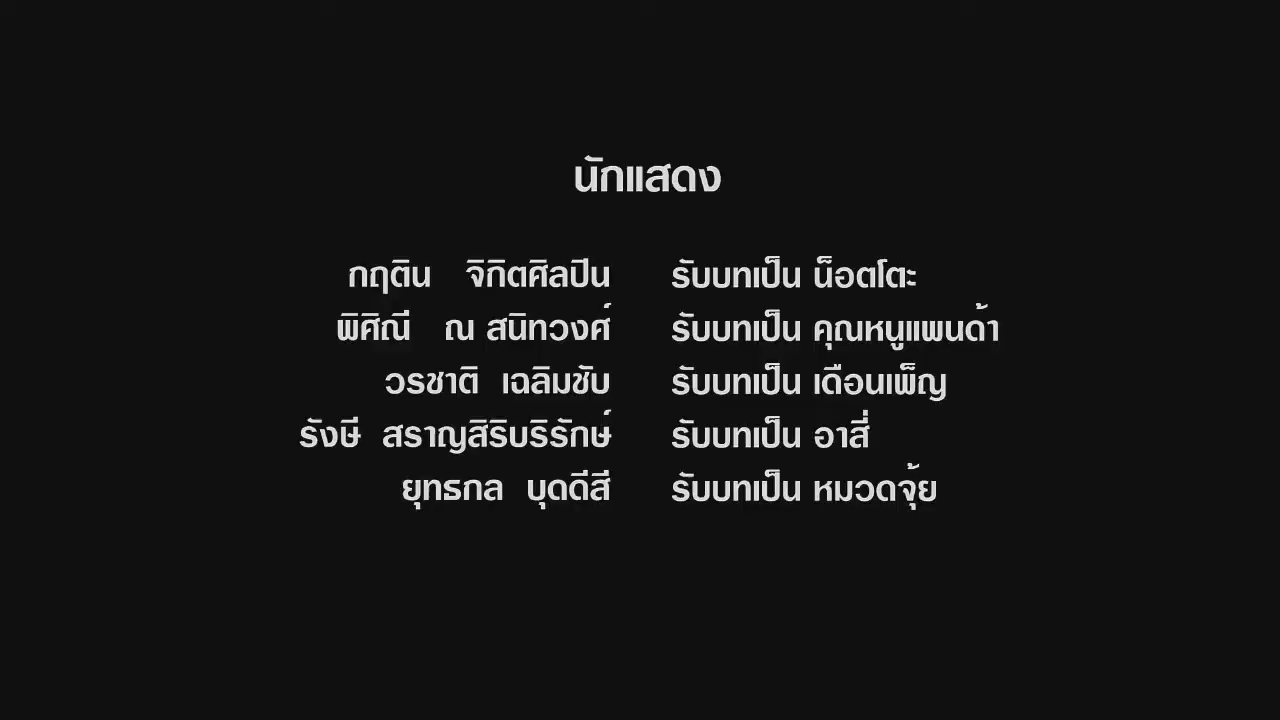 นักแสดง
กฤติน จิกิตศิลปิน รับบทเป็น น็อตโตะ
พิศิณี ณ สนิทวงศ์ รับบทเป็น คุณหนูแพนด้า
วรชาติ เฉลิมชับ รับบทเป็น เดือนเพ็ญ
รังษี สราญสิริบริรักษ์ รับบทเป็น อาสี่
ยุทธกล บุดดีสี รับบทเป็น หมวดจุ้ย